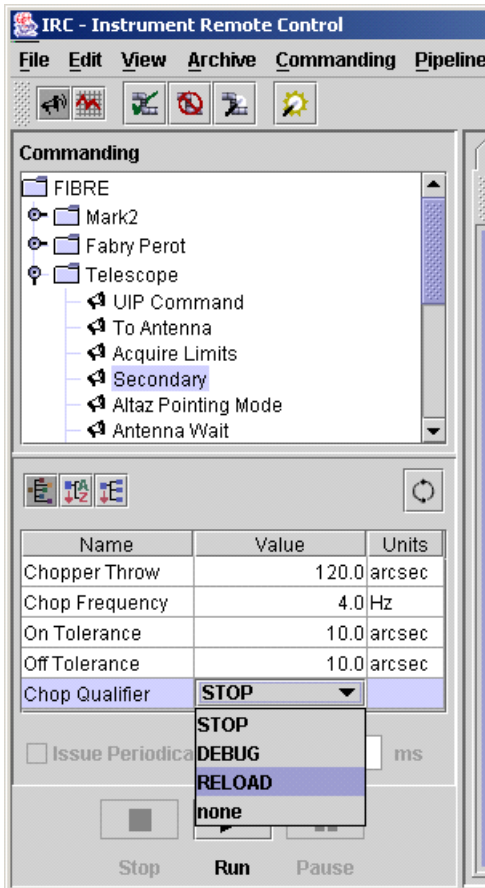 IRC - Instrument Remote Control
File Edit View Archive Commanding Pipeline
Commanding
FIBRE
Mark2
Fabry Perot
Telescope
UIP Command
To Antenna
Acquire Limits
Secondary
Altaz Pointing Mode
Antenna Wait
Name Value Units
Chopper Throw 120.0 arcsec
Chop Frequency 4.0 Hz
On Tolerance 10.0 arcsec
Off Tolerance 10.0 arcsec
Chop Qualifier STOP
STOP
Issue Periodica ms
DEBUG
RELOAD
none
Stop Run Pause